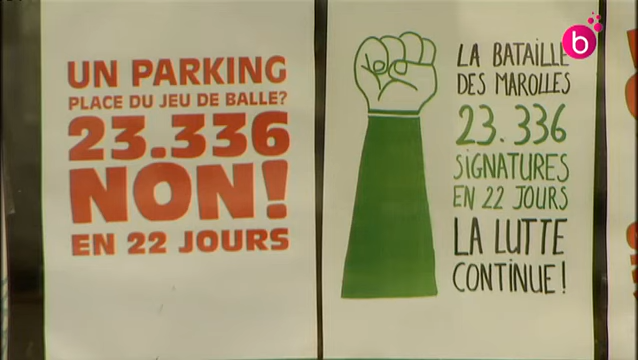 UN PARKING
PLACE DU JEU DE BALLE?
23.336
NON!
EN 22 JOURS
LA BATAILLE
DES MAROLLES
23.336
SIGNATURES
EN 22 JOURS
LA LUTTE
CONTINUE!
b